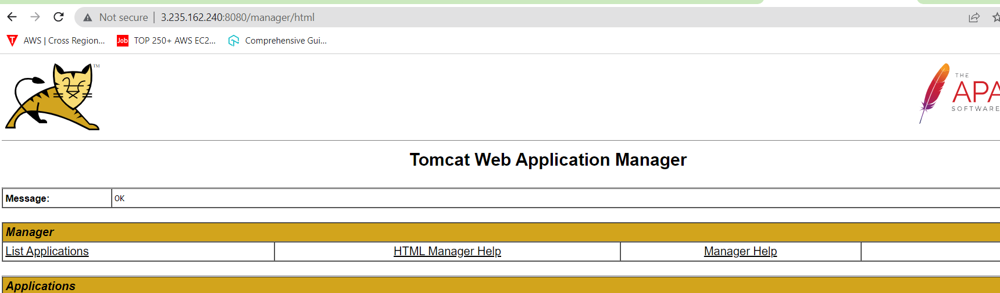 Not secure | 3.235.162.240:8080/manager/html
AWS | Cross Region... Job TOP 250+ AWS EC2... Comprehensive Gui...
TM
THE
APA
SOFTWARE
Tomcat Web Application Manager
Message: OK
Manager
List Applications HTML Manager Help Manager Help
Applications